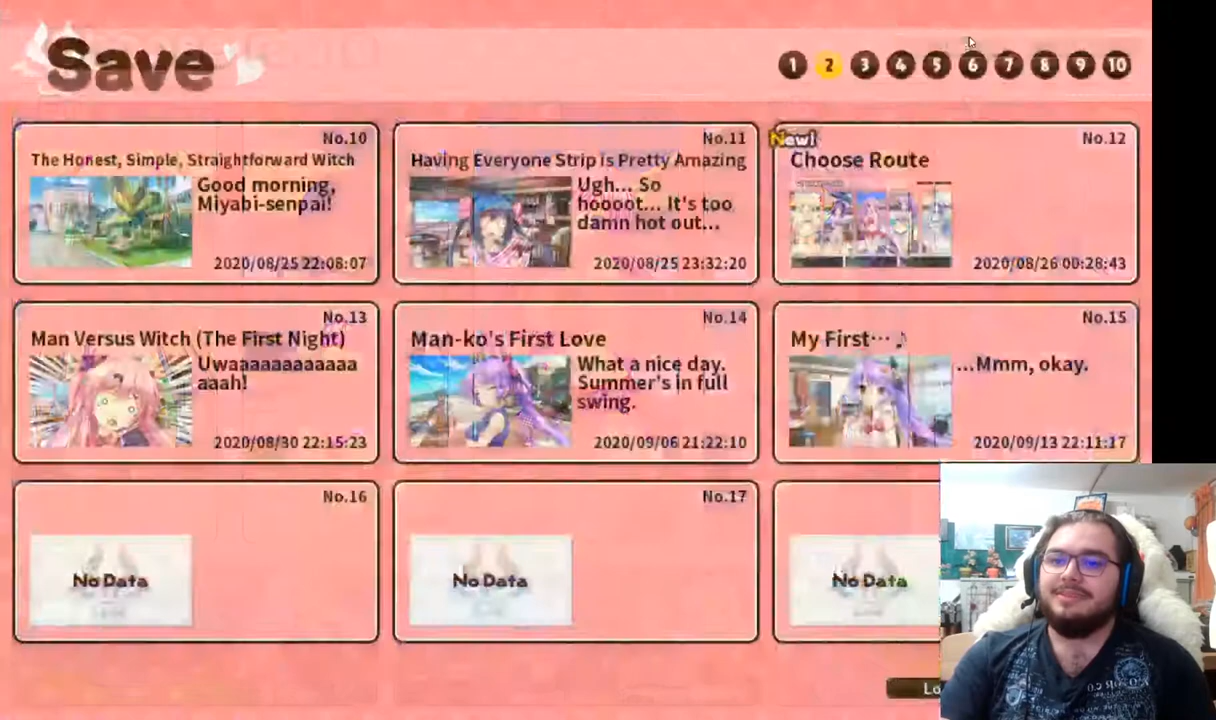 Save
1 2 3 4 5 6 7 8 9 10
No.10
The Honest, Simple, Straightforward Witch
Good morning,
Miyabi-senpai!
2020/08/25 22:08:07
No.11
Having Everyone Strip is Pretty Amazing
Ugh... So
hoooot... It's too
damn hot out...
2020/08/25 23:32:20
New!
No.12
Choose Route
2020/08/26 00:28:43
No.13
Man Versus Witch (The First Night)
Uwaaaaaaaaaaaa
aaah!
2020/08/30 22:15:23
No.14
Man-ko's First Love
What a nice day.
Summer's in full
swing.
2020/09/06 21:22:10
No.15
My First…♪
...Mmm, okay.
2020/09/13 22:11:17
No.16
No Data
No.17
No Data
No Data